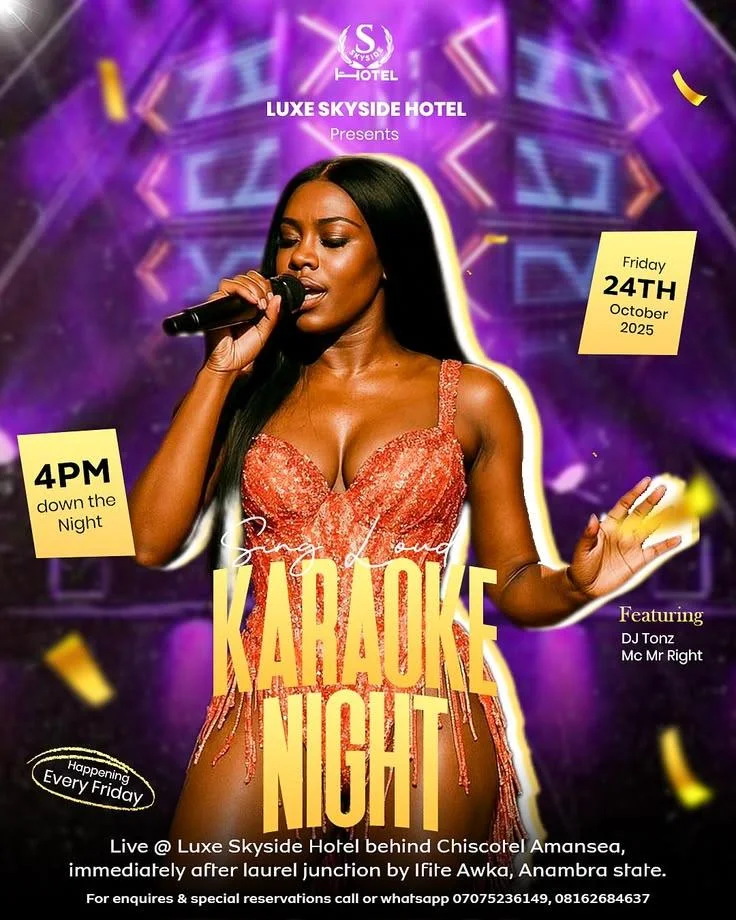 S
SKYSIDE
HOTEL
LUXE SKYSIDE HOTEL
Presents
Friday
24TH
October
2025
4PM
down the
Night
Sing Loud
KARAOKE
NIGHT
Featuring
DJ Tonz
Mc Mr Right
Happening
Every Friday
Live @ Luxe Skyside Hotel behind Chiscotel Amansea,
immediately after laurel junction by Ifite Awka, Anambra state.
For enquires & special reservations call or whatsapp 07075236149, 08162684637